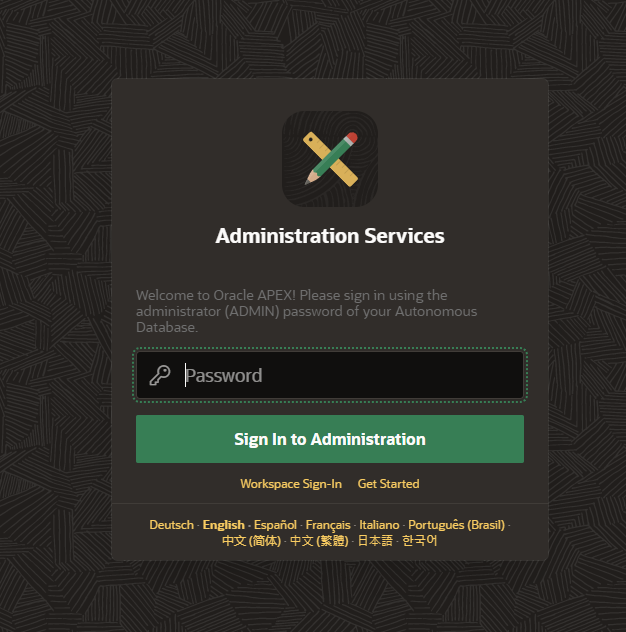 Administration Services
Welcome to Oracle APEX! Please sign in using the
administrator (ADMIN) password of your Autonomous
Database.
Password
Sign In to Administration
Workspace Sign-In Get Started
Deutsch · English · Español · Français · Italiano · Português (Brasil) ·
中文 (简体) · 中文 (繁體) · 日本語 · 한국어